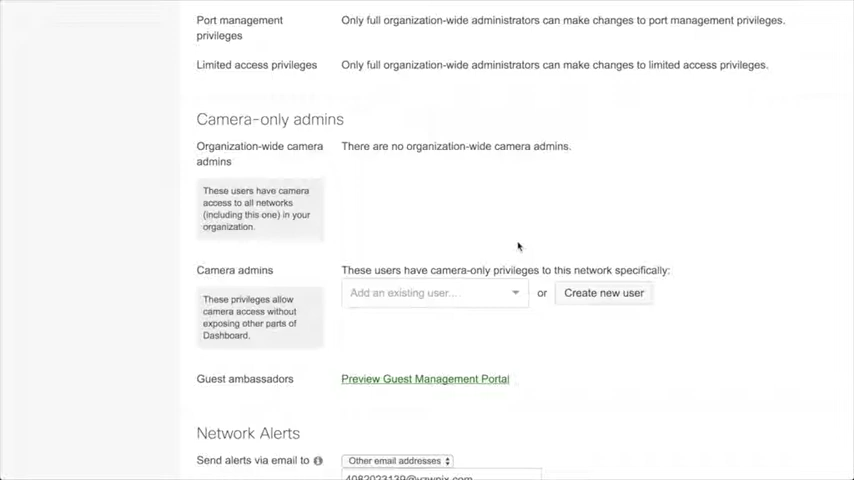 Port management
privileges
Only full organization-wide administrators can make changes to port management privileges.
Limited access privileges
Only full organization-wide administrators can make changes to limited access privileges.
Camera-only admins
Organization-wide camera
admins
There are no organization-wide camera admins.
These users have camera
access to all networks
(including this one) in your
organization.
Camera admins
These users have camera-only privileges to this network specifically:
Add an existing user...
or
Create new user
These privileges allow
camera access without
exposing other parts of
Dashboard.
Guest ambassadors
Preview Guest Management Portal
Network Alerts
Send alerts via email to
Other email addresses